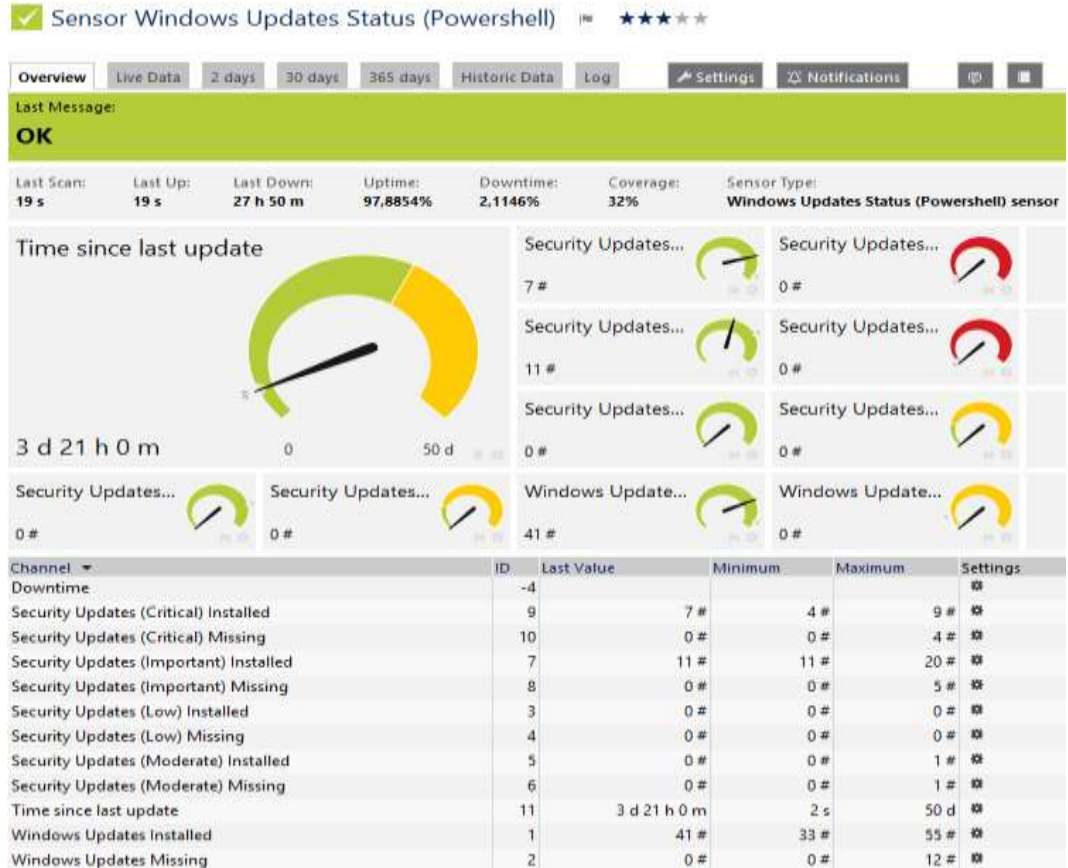 Sensor Windows Updates Status (Powershell)
Overview Live Data 2 days 30 days 365 days Historic Data Log Settings Notifications
Last Message:
OK
Last Scan: Last Up: Last Down: Uptime: Downtime: Coverage: Sensor Type:
19 s 19 s 27 h 50 m 97,8854% 2,1146% 32% Windows Updates Status (Powershell) sensor
Time since last update
3 d 21 h 0 m
0 50 d
Security Updates...
7 #
Security Updates...
0 #
Security Updates...
11 #
Security Updates...
0 #
Security Updates...
0 #
Security Updates...
0 #
Security Updates...
0 #
Security Updates...
0 #
Windows Update...
41 #
Windows Update...
0 #
Channel ID Last Value Minimum Maximum Settings
Downtime -4
Security Updates (Critical) Installed 9 7 # 4 # 9 #
Security Updates (Critical) Missing 10 0 # 0 # 4 #
Security Updates (Important) Installed 7 11 # 11 # 20 #
Security Updates (Important) Missing 8 0 # 0 # 5 #
Security Updates (Low) Installed 3 0 # 0 # 0 #
Security Updates (Low) Missing 4 0 # 0 # 0 #
Security Updates (Moderate) Installed 5 0 # 0 # 1 #
Security Updates (Moderate) Missing 6 0 # 0 # 1 #
Time since last update 11 3 d 21 h 0 m 2 s 50 d
Windows Updates Installed 1 41 # 33 # 55 #
Windows Updates Missing 2 0 # 0 # 12 #